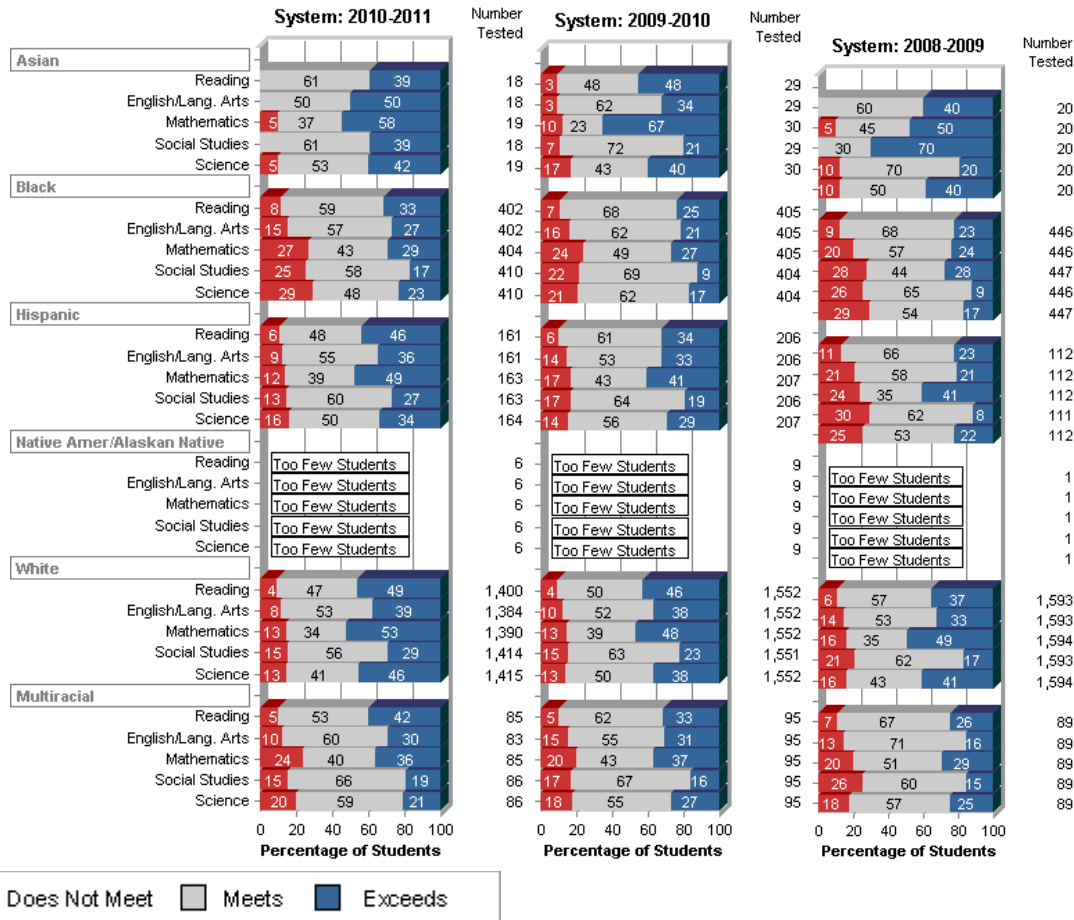 System: 2010-2011 Number Tested System: 2009-2010 Number Tested System: 2008-2009 Number Tested
Asian
Reading 61 39 18 3 48 48 29
English/Lang. Arts 50 50 18 3 62 34 29 60 40 20
Mathematics 5 37 58 19 10 23 67 30 5 45 50 20
Social Studies 61 39 18 7 72 21 29 30 70 20
Science 5 53 42 19 17 43 40 30 10 70 20 20
10 50 40 20
Black
Reading 8 59 33 402 7 68 25 405
English/Lang. Arts 15 57 27 402 16 62 21 405 9 68 23 446
Mathematics 27 43 29 404 24 49 27 405 20 57 24 446
Social Studies 25 58 17 410 22 69 9 404 28 44 28 447
Science 29 48 23 410 21 62 17 404 26 65 9 446
29 54 17 447
Hispanic
Reading 6 48 46 161 6 61 34 206
English/Lang. Arts 9 55 36 161 14 53 33 206 11 66 23 112
Mathematics 12 39 49 163 17 43 41 207 21 58 21 112
Social Studies 13 60 27 163 17 64 19 206 24 35 41 112
Science 16 50 34 164 14 56 29 207 30 62 8 111
25 53 22 112
Native Amer/Alaskan Native
Reading Too Few Students 6 Too Few Students 9 Too Few Students 1
English/Lang. Arts Too Few Students 6 Too Few Students 9 Too Few Students 1
Mathematics Too Few Students 6 Too Few Students 9 Too Few Students 1
Social Studies Too Few Students 6 Too Few Students 9 Too Few Students 1
Science Too Few Students 6 Too Few Students 9 Too Few Students 1
White
Reading 4 47 49 1,400 4 50 46 1,552 6 57 37 1,593
English/Lang. Arts 8 53 39 1,384 10 52 38 1,552 14 53 33 1,593
Mathematics 13 34 53 1,390 13 39 48 1,552 16 35 49 1,594
Social Studies 15 56 29 1,414 15 63 23 1,551 21 62 17 1,593
Science 13 41 46 1,415 13 50 38 1,552 16 43 41 1,594
Multiracial
Reading 5 53 42 85 5 62 33 95 7 67 26 89
English/Lang. Arts 10 60 30 83 15 55 31 95 13 71 16 89
Mathematics 24 40 36 85 20 43 37 95 20 51 29 89
Social Studies 15 66 19 86 17 67 16 95 26 60 15 89
Science 20 59 21 86 18 55 27 95 18 57 25 89
0 20 40 60 80 100 0 20 40 60 80 100 0 20 40 60 80 100
Percentage of Students Percentage of Students Percentage of Students
Does Not Meet Meets Exceeds